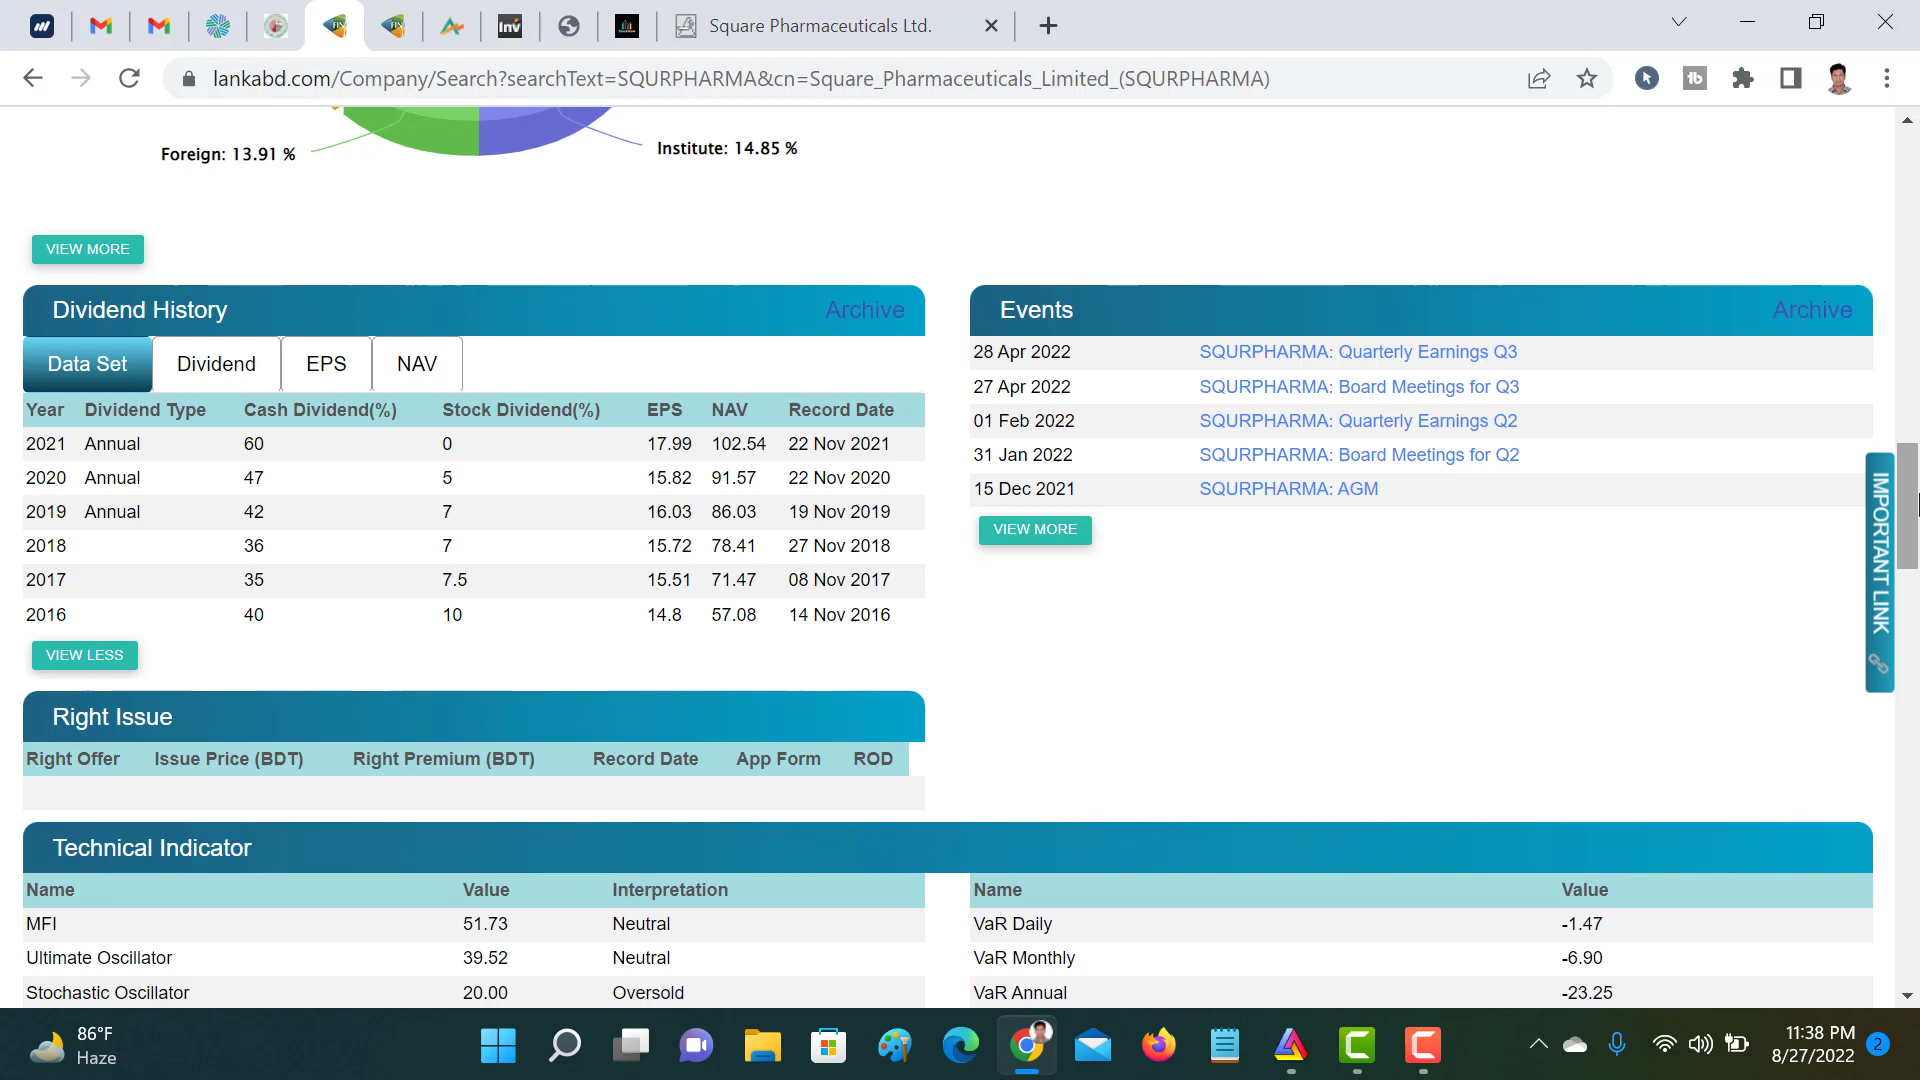 Square Pharmaceuticals Ltd.
lankabd.com/Company/Search?searchText=SQURPHARMA&cn=Square_Pharmaceuticals_Limited_(SQURPHARMA)
Foreign: 13.91 %
Institute: 14.85 %
VIEW MORE
Dividend History Archive
Data Set Dividend EPS NAV
Year Dividend Type Cash Dividend(%) Stock Dividend(%) EPS NAV Record Date
2021 Annual 60 0 17.99 102.54 22 Nov 2021
2020 Annual 47 5 15.82 91.57 22 Nov 2020
2019 Annual 42 7 16.03 86.03 19 Nov 2019
2018 36 7 15.72 78.41 27 Nov 2018
2017 35 7.5 15.51 71.47 08 Nov 2017
2016 40 10 14.8 57.08 14 Nov 2016
VIEW LESS
Events Archive
28 Apr 2022 SQURPHARMA: Quarterly Earnings Q3
27 Apr 2022 SQURPHARMA: Board Meetings for Q3
01 Feb 2022 SQURPHARMA: Quarterly Earnings Q2
31 Jan 2022 SQURPHARMA: Board Meetings for Q2
15 Dec 2021 SQURPHARMA: AGM
VIEW MORE
IMPORTANT LINK
Right Issue
Right Offer Issue Price (BDT) Right Premium (BDT) Record Date App Form ROD
Technical Indicator
Name Value Interpretation
MFI 51.73 Neutral
Ultimate Oscillator 39.52 Neutral
Stochastic Oscillator 20.00 Oversold
Name Value
VaR Daily -1.47
VaR Monthly -6.90
VaR Annual -23.25
86°F
Haze
11:38 PM
8/27/2022
2